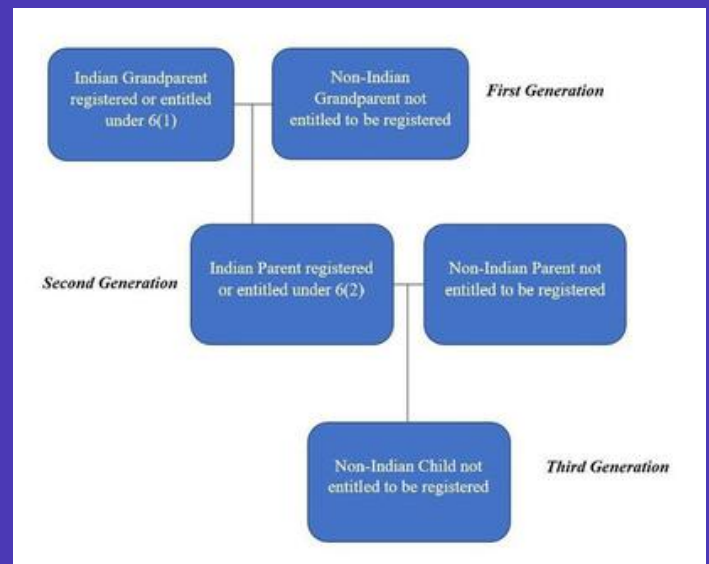 Indian Grandparent
registered or entitled
under 6(1)
Non-Indian
Grandparent not
entitled to be registered
First Generation
Second Generation
Indian Parent registered
or entitled under 6(2)
Non-Indian Parent not
entitled to be registered
Non-Indian Child not
entitled to be registered
Third Generation